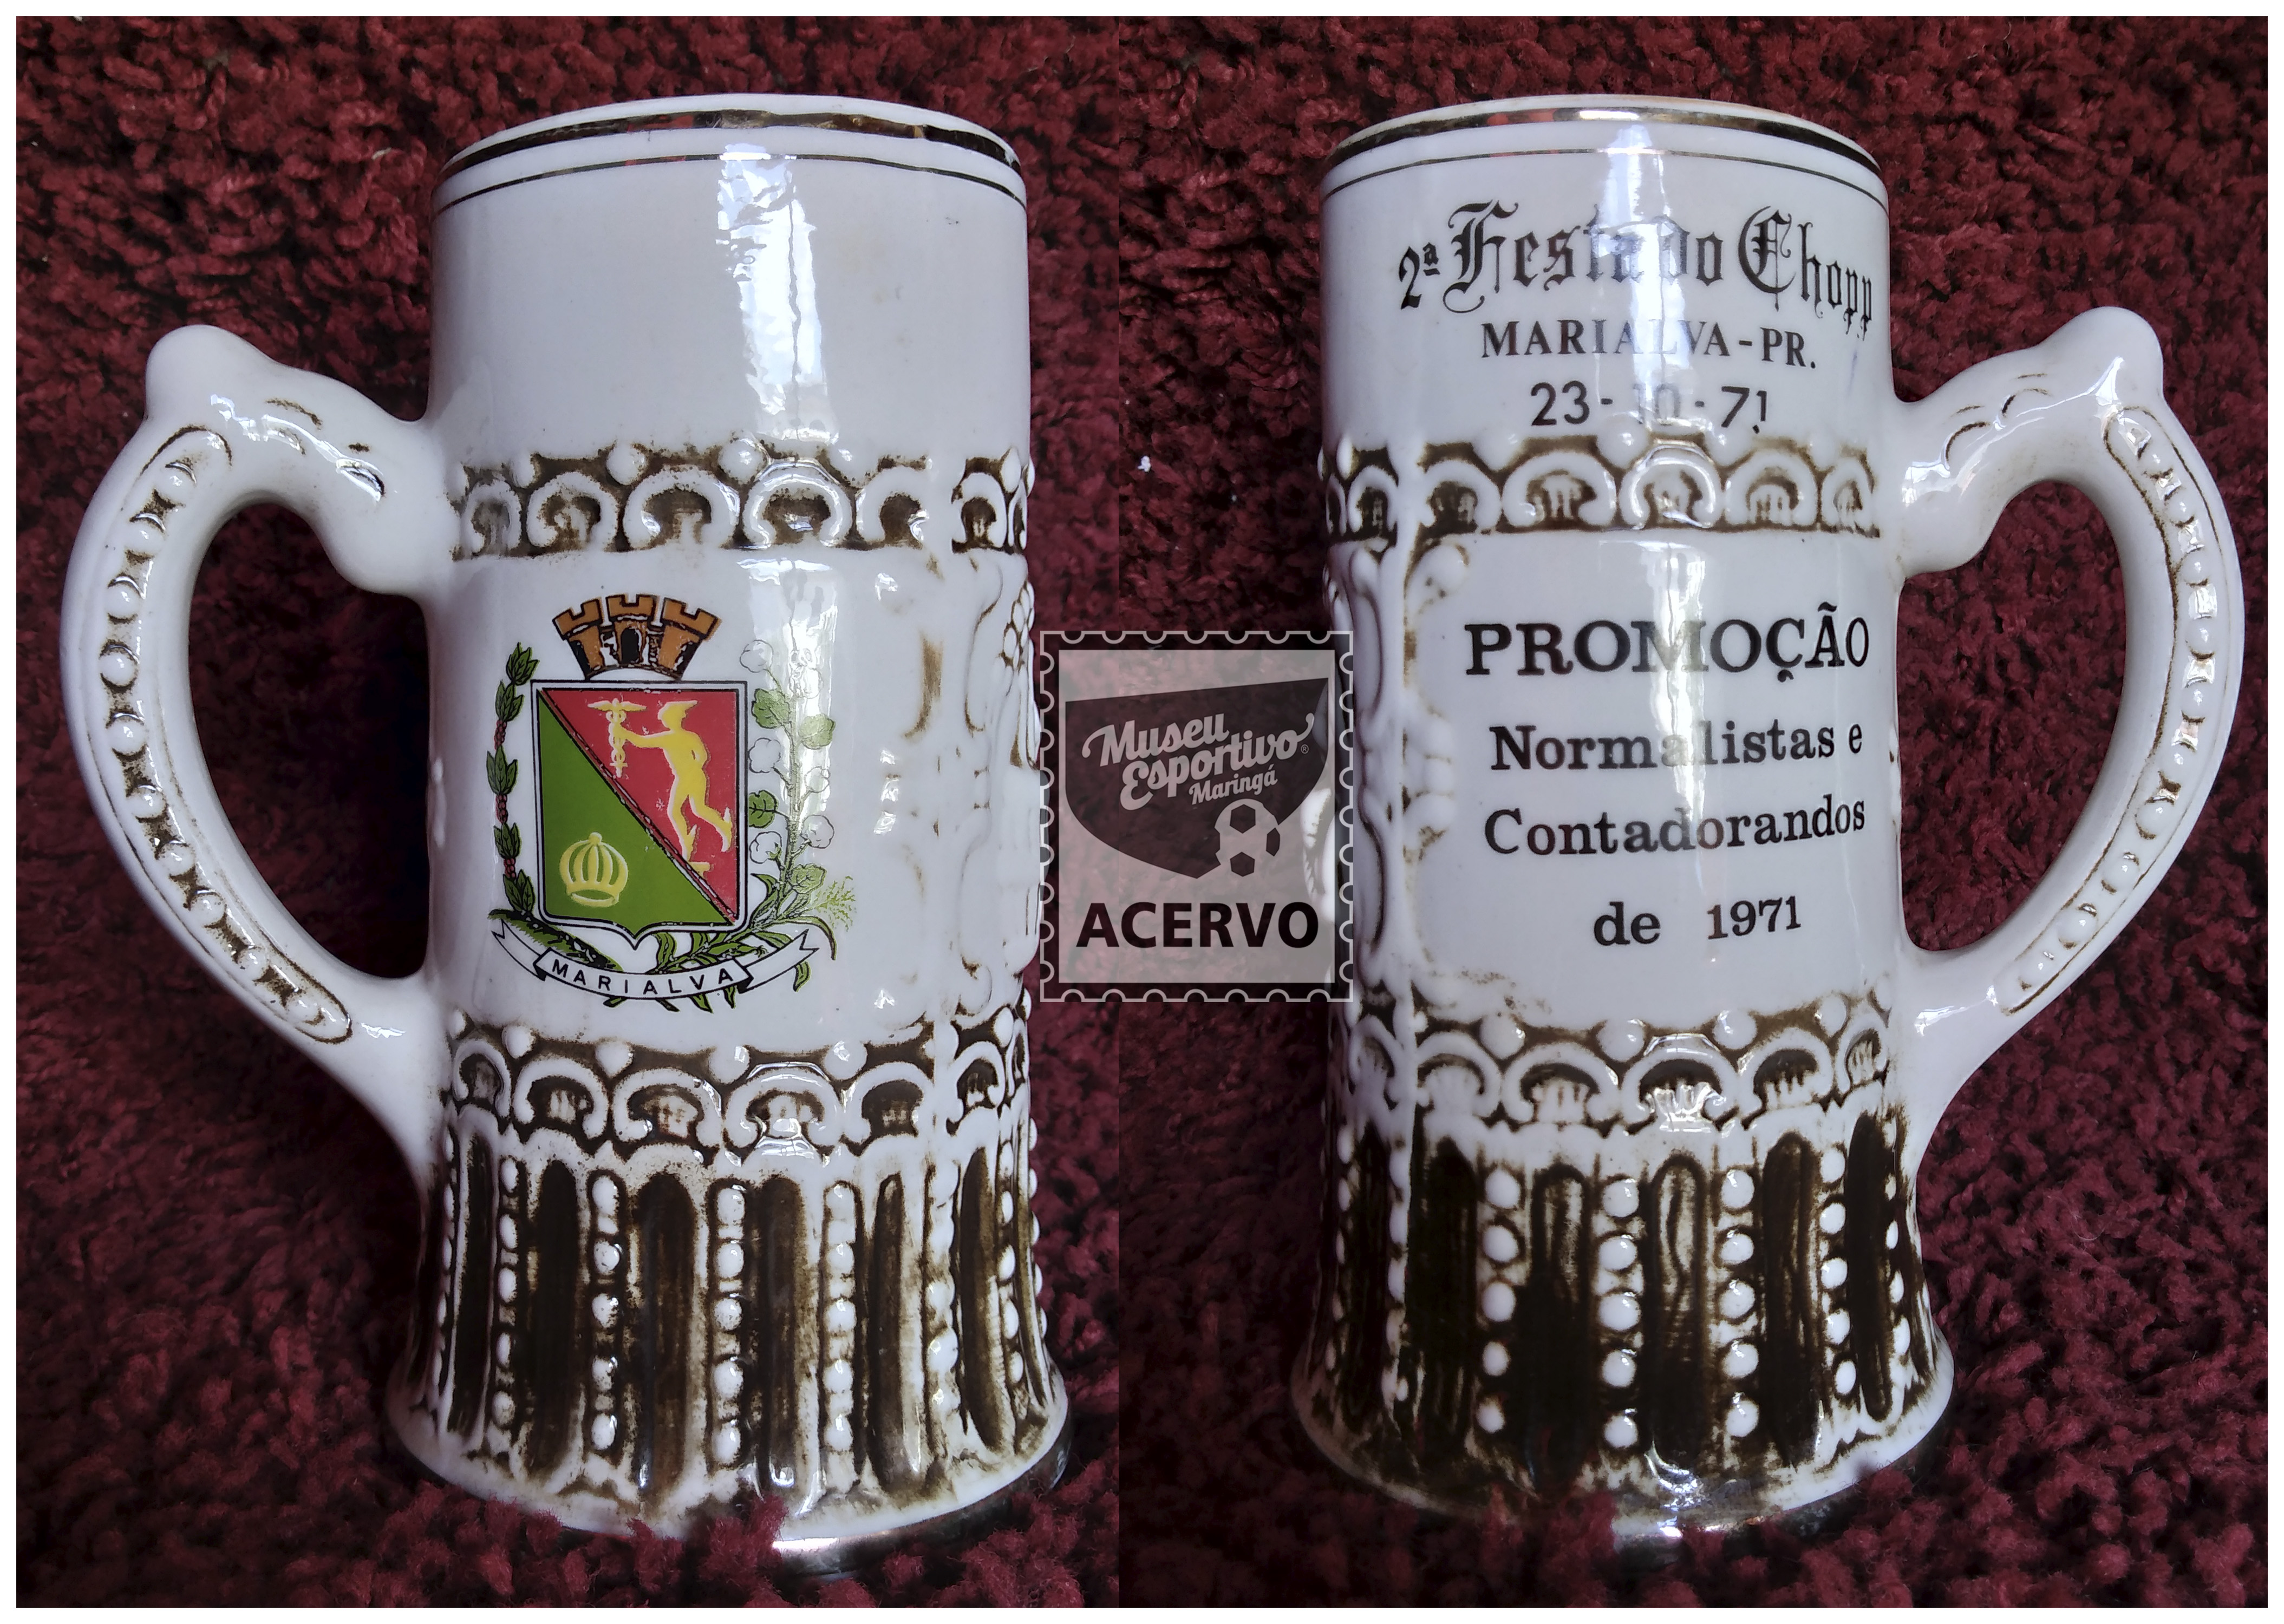 MARIALVA
2ª Festa do Chopp
MARIALVA-PR.
23-10-71
PROMOÇÃO
Normalistas e
Contadorandos
de 1971
Museu
Esportivo®
Maringá
ACERVO